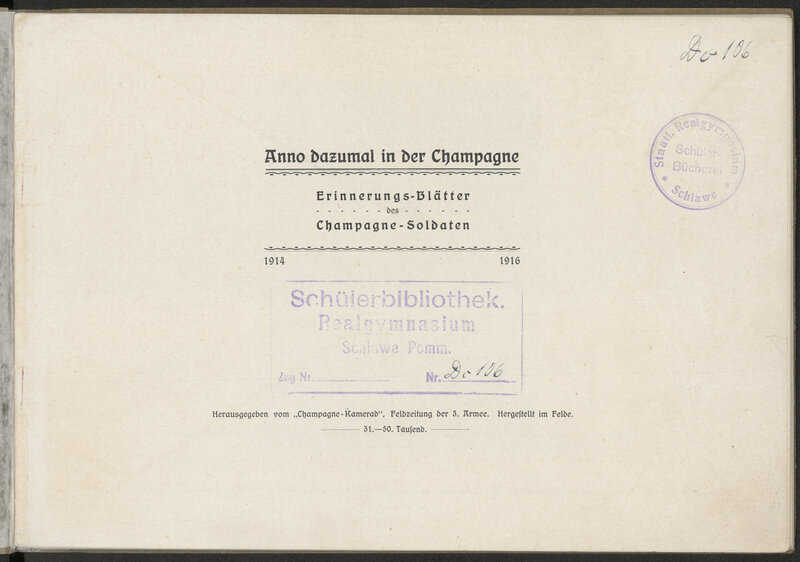 Do 106
Staatl. Realgymnasium
Schüler-
Bücherei
* Schlawe *
Anno dazumal in der Champagne
Erinnerungs-Blätter
des
Champagne-Soldaten
1914 1916
Schülerbibliothek.
Realgymnasium
Schlawe Pomm.
Zug Nr.
Nr. Do 106
Herausgegeben vom „Champagne-Kamerad“, Feldzeitung der 3. Armee. Hergeſtellt im Felde.
31.—50. Tauſend.